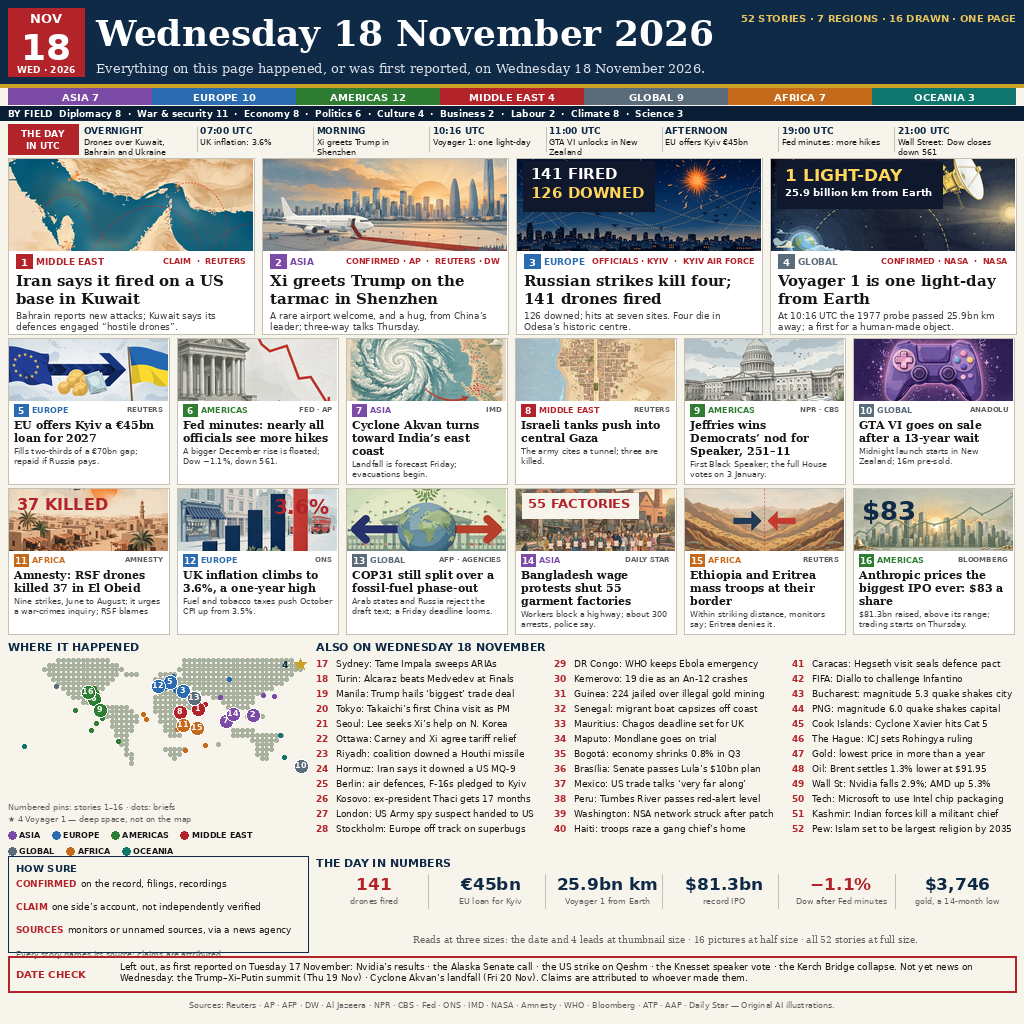 NOV
18
WED · 2026
Wednesday 18 November 2026
52 STORIES · 7 REGIONS · 16 DRAWN · ONE PAGE
Everything on this page happened, or was first reported, on Wednesday 18 November 2026.
ASIA 7
EUROPE 10
AMERICAS 12
MIDDLE EAST 4
GLOBAL 9
AFRICA 7
OCEANIA 3
BY FIELD Diplomacy 8 · War & security 11 · Economy 8 · Politics 6 · Culture 4 · Business 2 · Labour 2 · Climate 8 · Science 3
THE DAY
IN UTC
OVERNIGHT
Drones over Kuwait,
Bahrain and Ukraine
07:00 UTC
UK inflation: 3.6%
MORNING
Xi greets Trump in
Shenzhen
10:16 UTC
Voyager 1: one light-day
11:00 UTC
GTA VI unlocks in New
Zealand
AFTERNOON
EU offers Kyiv €45bn
19:00 UTC
Fed minutes: more hikes
21:00 UTC
Wall Street: Dow closes
down 561
1 MIDDLE EAST
CLAIM · REUTERS
Iran says it fired on a US
base in Kuwait
Bahrain reports new attacks; Kuwait says its
defences engaged “hostile drones”.
2 ASIA
CONFIRMED · AP · REUTERS · DW
Xi greets Trump on the
tarmac in Shenzhen
A rare airport welcome, and a hug, from China’s
leader; three-way talks Thursday.
141 FIRED
126 DOWNED
3 EUROPE
OFFICIALS · KYIV · KYIV AIR FORCE
Russian strikes kill four;
141 drones fired
126 downed; hits at seven sites. Four die in
Odesa’s historic centre.
1 LIGHT-DAY
25.9 billion km from Earth
4 GLOBAL
CONFIRMED · NASA · NASA
Voyager 1 is one light-day
from Earth
At 10:16 UTC the 1977 probe passed 25.9bn km
away; a first for a human-made object.
5 EUROPE
REUTERS
EU offers Kyiv a €45bn
loan for 2027
Fills two-thirds of a €70bn gap;
repaid if Russia pays.
6 AMERICAS
FED · AP
Fed minutes: nearly all
officials see more hikes
A bigger December rise is floated;
Dow −1.1%, down 561.
7 ASIA
IMD
Cyclone Akvan turns
toward India’s east
coast
Landfall is forecast Friday;
evacuations begin.
8 MIDDLE EAST
REUTERS
Israeli tanks push into
central Gaza
The army cites a tunnel; three are
killed.
9 AMERICAS
NPR · CBS
Jeffries wins
Democrats’ nod for
Speaker, 251–11
First Black Speaker; the full House
votes on 3 January.
10 GLOBAL
ANADOLU
GTA VI goes on sale
after a 13-year wait
Midnight launch starts in New
Zealand; 16m pre-sold.
37 KILLED
11 AFRICA
AMNESTY
Amnesty: RSF drones
killed 37 in El Obeid
Nine strikes, June to August; it urges
a war-crimes inquiry; RSF blames
3.6%
12 EUROPE
ONS
UK inflation climbs to
3.6%, a one-year high
Fuel and tobacco taxes push October
CPI up from 3.5%.
13 GLOBAL
AFP · AGENCIES
COP31 still split over a
fossil-fuel phase-out
Arab states and Russia reject the
draft text; a Friday deadline looms.
55 FACTORIES
14 ASIA
DAILY STAR
Bangladesh wage
protests shut 55
garment factories
Workers block a highway; about 300
arrests, police say.
15 AFRICA
REUTERS
Ethiopia and Eritrea
mass troops at their
border
Within striking distance, monitors
say; Eritrea denies it.
$83
16 AMERICAS
BLOOMBERG
Anthropic prices the
biggest IPO ever: $83 a
share
$81.3bn raised, above its range;
trading starts on Thursday.
WHERE IT HAPPENED
4
16
9
12
5
3
13
8
1
11
15
7
14
2
10
Numbered pins: stories 1–16 · dots: briefs
★ 4 Voyager 1 — deep space, not on the map
ASIA
EUROPE
AMERICAS
MIDDLE EAST
GLOBAL
AFRICA
OCEANIA
HOW SURE
CONFIRMED on the record, filings, recordings
CLAIM one side’s account, not independently verified
SOURCES monitors or unnamed sources, via a news agency
Every story names its source; claims are attributed.
ALSO ON WEDNESDAY 18 NOVEMBER
17 Sydney: Tame Impala sweeps ARIAs
18 Turin: Alcaraz beats Medvedev at Finals
19 Manila: Trump hails ‘biggest’ trade deal
20 Tokyo: Takaichi’s first China visit as PM
21 Seoul: Lee seeks Xi’s help on N. Korea
22 Ottawa: Carney and Xi agree tariff relief
23 Riyadh: coalition downed a Houthi missile
24 Hormuz: Iran says it downed a US MQ-9
25 Berlin: air defences, F-16s pledged to Kyiv
26 Kosovo: ex-president Thaci gets 17 months
27 London: US Army spy suspect handed to US
28 Stockholm: Europe off track on superbugs
29 DR Congo: WHO keeps Ebola emergency
30 Kemerovo: 19 die as An-12 crashes
31 Guinea: 224 jailed over illegal gold mining
32 Senegal: migrant boat capsizes off coast
33 Mauritius: Chagos deadline set for UK
34 Maputo: Mondlane goes on trial
35 Bogotá: economy shrinks 0.8% in Q3
36 Brasília: Senate passes Lula’s $10bn plan
37 Mexico: US trade talks ‘very far along’
38 Peru: Tumbes River passes red-alert level
39 Washington: NSA network struck after patch
40 Haiti: troops raze a gang chief’s home
41 Caracas: Hegseth visit seals defence pact
42 FIFA: Diallo to challenge Infantino
43 Bucharest: magnitude 5.3 quake shakes city
44 PNG: magnitude 6.0 quake shakes capital
45 Cook Islands: Cyclone Xavier hits Cat 5
46 The Hague: ICJ sets Rohingya ruling
47 Gold: lowest price in more than a year
48 Oil: Brent settles 1.3% lower at $91.95
49 Wall St: Nvidia falls 2.9%; AMD up 5.3%
50 Tech: Microsoft to use Intel chip packaging
51 Kashmir: Indian forces kill a militant chief
52 Pew: Islam set to be largest religion by 2035
THE DAY IN NUMBERS
141
drones fired
€45bn
EU loan for Kyiv
25.9bn km
Voyager 1 from Earth
$81.3bn
record IPO
−1.1%
Dow after Fed minutes
$3,746
gold, a 14-month low
Reads at three sizes: the date and 4 leads at thumbnail size · 16 pictures at half size · all 52 stories at full size.
DATE CHECK
Left out, as first reported on Tuesday 17 November: Nvidia’s results · the Alaska Senate call · the US strike on Qeshm · the Knesset speaker vote · the Kerch Bridge collapse. Not yet news on
Wednesday: the Trump–Xi–Putin summit (Thu 19 Nov) · Cyclone Akvan’s landfall (Fri 20 Nov). Claims are attributed to whoever made them.
Sources: Reuters · AP · AFP · DW · Al Jazeera · NPR · CBS · Fed · ONS · IMD · NASA · Amnesty · WHO · Bloomberg · ATP · AAP · Daily Star — Original AI illustrations.